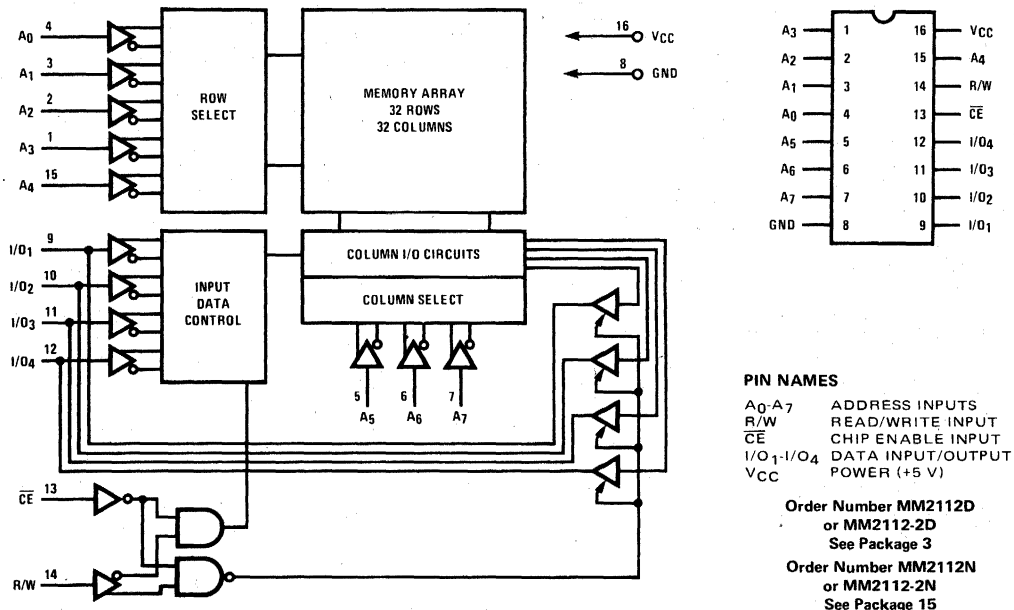 A0 4
A1 3
A2 2
A3 1
A4 15
ROW
SELECT
MEMORY ARRAY
32 ROWS
32 COLUMNS
16 VCC
8 GND
I/O1 9
I/O2 10
I/O3 11
I/O4 12
INPUT
DATA
CONTROL
COLUMN I/O CIRCUITS
COLUMN SELECT
5 6 7
A5 A6 A7
CE 13
R/W 14
A3 1 16 VCC
A2 2 15 A4
A1 3 14 R/W
A0 4 13 CE
A5 5 12 I/O4
A6 6 11 I/O3
A7 7 10 I/O2
GND 8 9 I/O1
PIN NAMES
A0-A7 ADDRESS INPUTS
R/W READ/WRITE INPUT
CE CHIP ENABLE INPUT
I/O1-I/O4 DATA INPUT/OUTPUT
VCC POWER (+5 V)
Order Number MM2112D
or MM2112-2D
See Package 3
Order Number MM2112N
or MM2112-2N
See Package 15